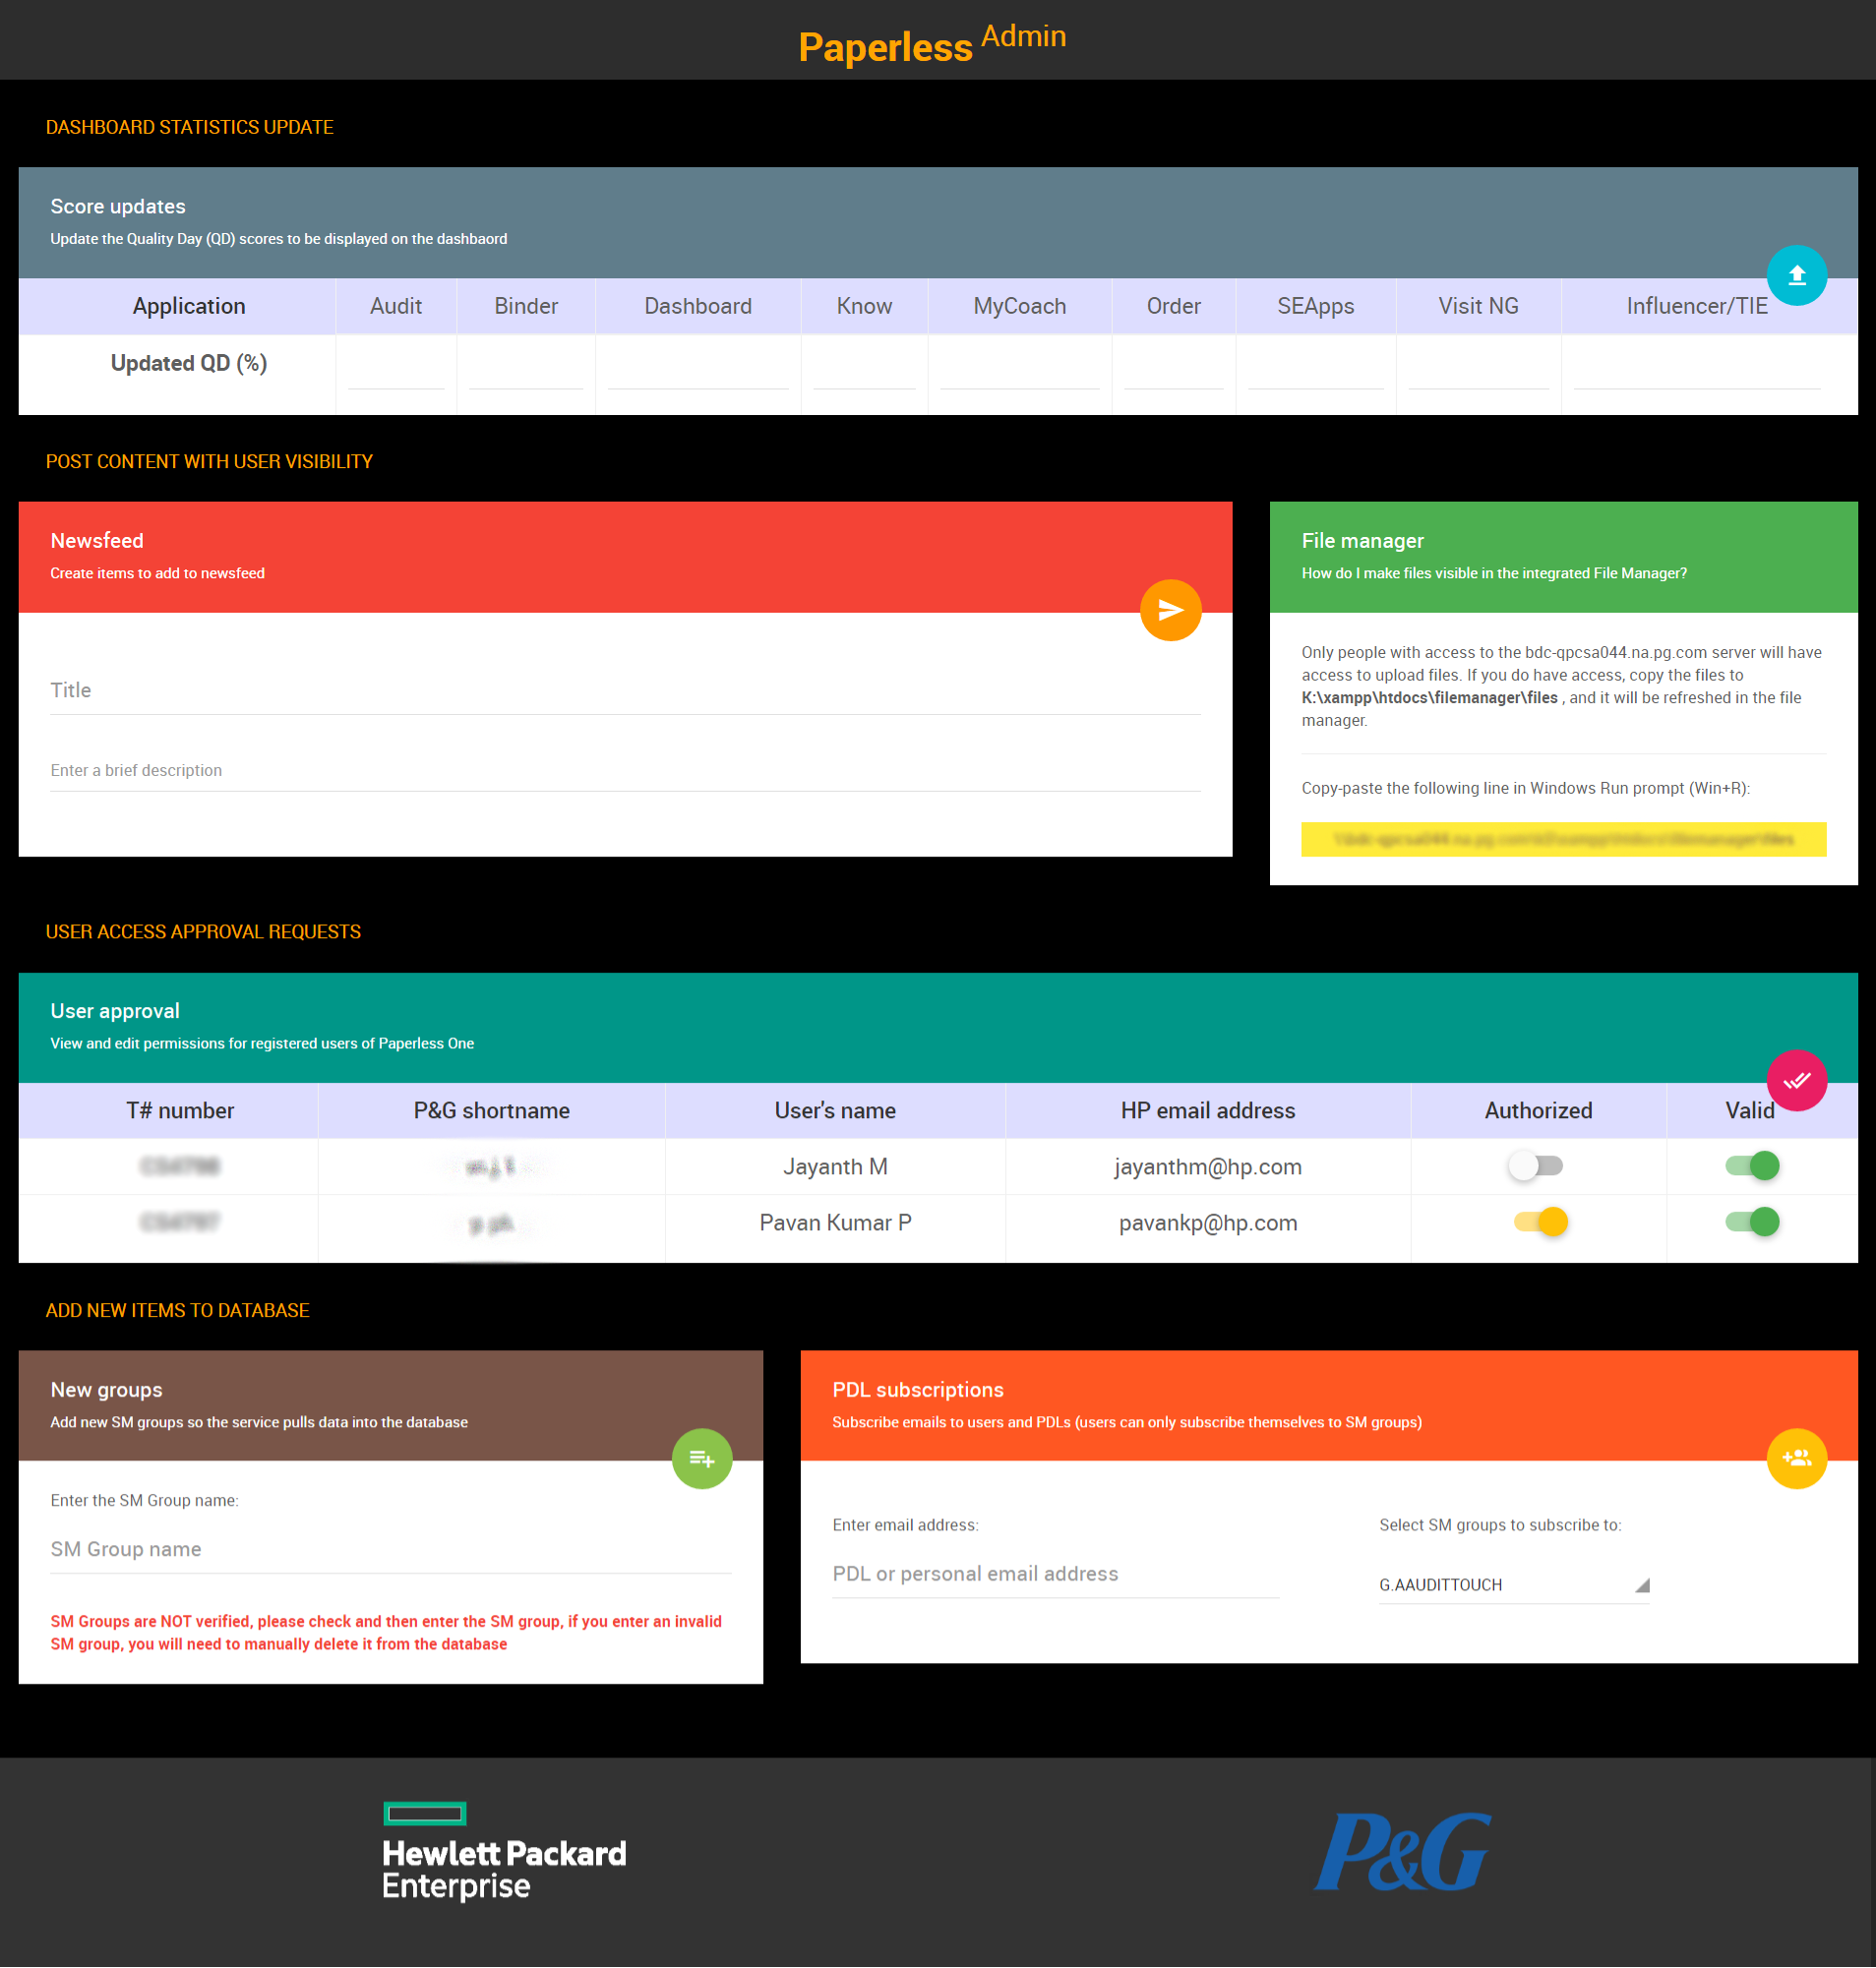 Paperless Admin
DASHBOARD STATISTICS UPDATE
Score updates
Update the Quality Day (QD) scores to be displayed on the dashbaord
Application Audit Binder Dashboard Know MyCoach Order SEApps Visit NG Influencer/TIE
Updated QD (%)
POST CONTENT WITH USER VISIBILITY
Newsfeed
Create items to add to newsfeed
Title
Enter a brief description
File manager
How do I make files visible in the integrated File Manager?
Only people with access to the bdc-qpcsa044.na.pg.com server will have
access to upload files. If you do have access, copy the files to
K:\xampp\htdocs\filemanager\files , and it will be refreshed in the file
manager.
Copy-paste the following line in Windows Run prompt (Win+R):
USER ACCESS APPROVAL REQUESTS
User approval
View and edit permissions for registered users of Paperless One
T# number P&G shortname User's name HP email address Authorized Valid
Jayanth M jayanthm@hp.com
Pavan Kumar P pavankp@hp.com
ADD NEW ITEMS TO DATABASE
New groups
Add new SM groups so the service pulls data into the database
Enter the SM Group name:
SM Group name
SM Groups are NOT verified, please check and then enter the SM group, if you enter an invalid
SM group, you will need to manually delete it from the database
PDL subscriptions
Subscribe emails to users and PDLs (users can only subscribe themselves to SM groups)
Enter email address:
PDL or personal email address
Select SM groups to subscribe to:
G.AAUDITTOUCH
Hewlett Packard
Enterprise
P&G